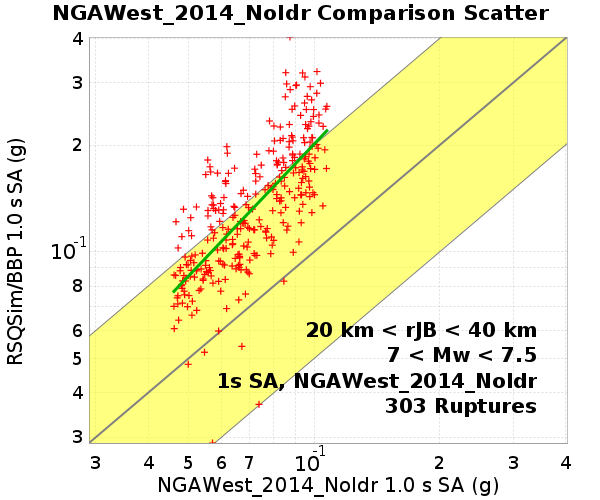 NGAWest_2014_NoIdr Comparison Scatter
RSQSim/BBP 1.0 s SA (g)
4
3
2
10-1
8
6
5
4
3
20 km < rJB < 40 km
7 < Mw < 7.5
1s SA, NGAWest_2014_NoIdr
303 Ruptures
3 4 5 6 7 10-1 2 3 4
NGAWest_2014_NoIdr 1.0 s SA (g)